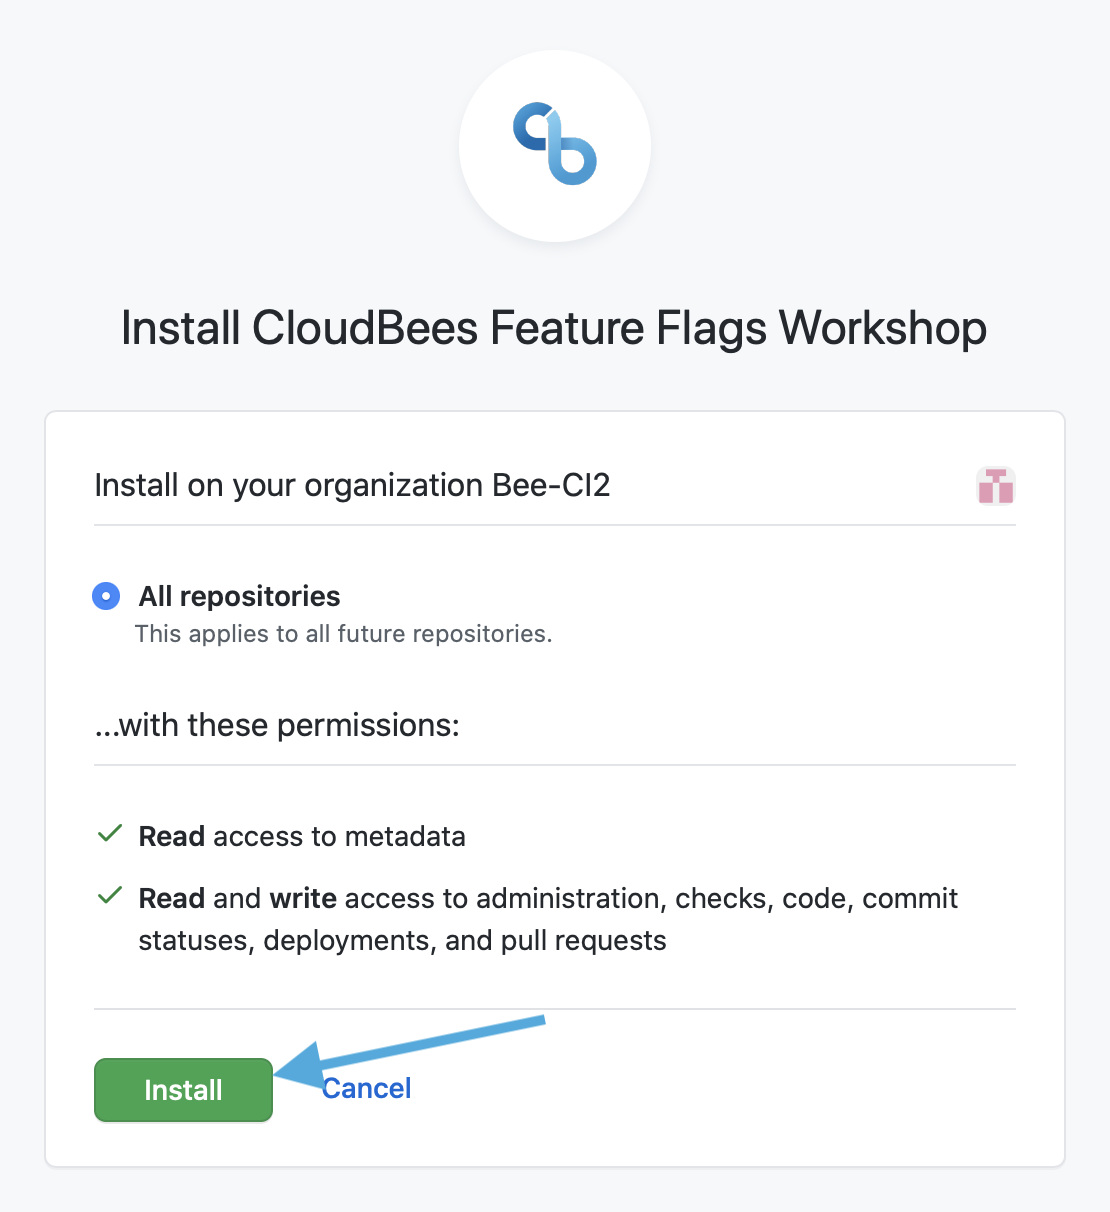 Install CloudBees Feature Flags Workshop
Install on your organization Bee-CI2
All repositories
This applies to all future repositories.
...with these permissions:
Read access to metadata
Read and write access to administration, checks, code, commit
statuses, deployments, and pull requests
Install
Cancel